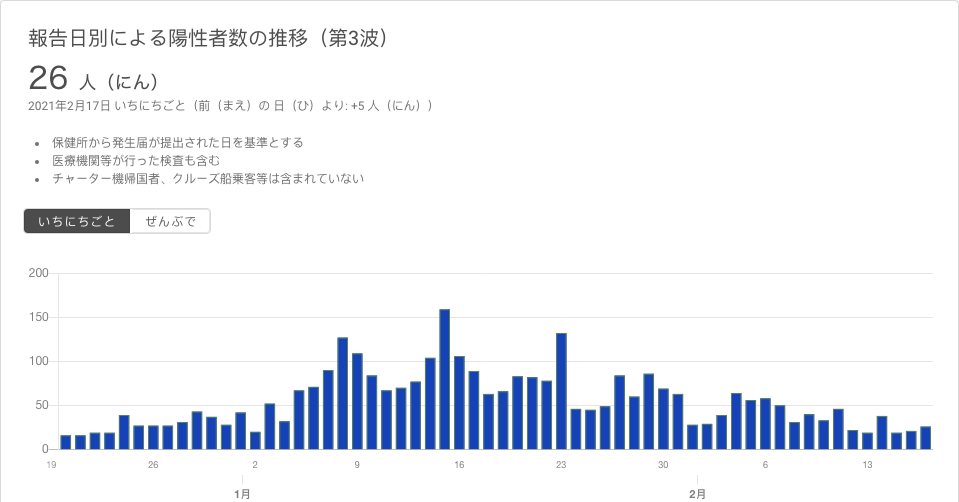 報告日別による陽性者数の推移（第3波）
26 人（にん）
2021年2月17日 いちにちごと（前（まえ）の 日（ひ）より: +5 人（にん））
• 保健所から発生届が提出された日を基準とする
• 医療機関等が行った検査も含む
• チャーター機帰国者、クルーズ船乗客等は含まれていない
いちにちごと ぜんぶで
200
150
100
50
0
19 26 2 9 16 23 30 6 13
1月 2月